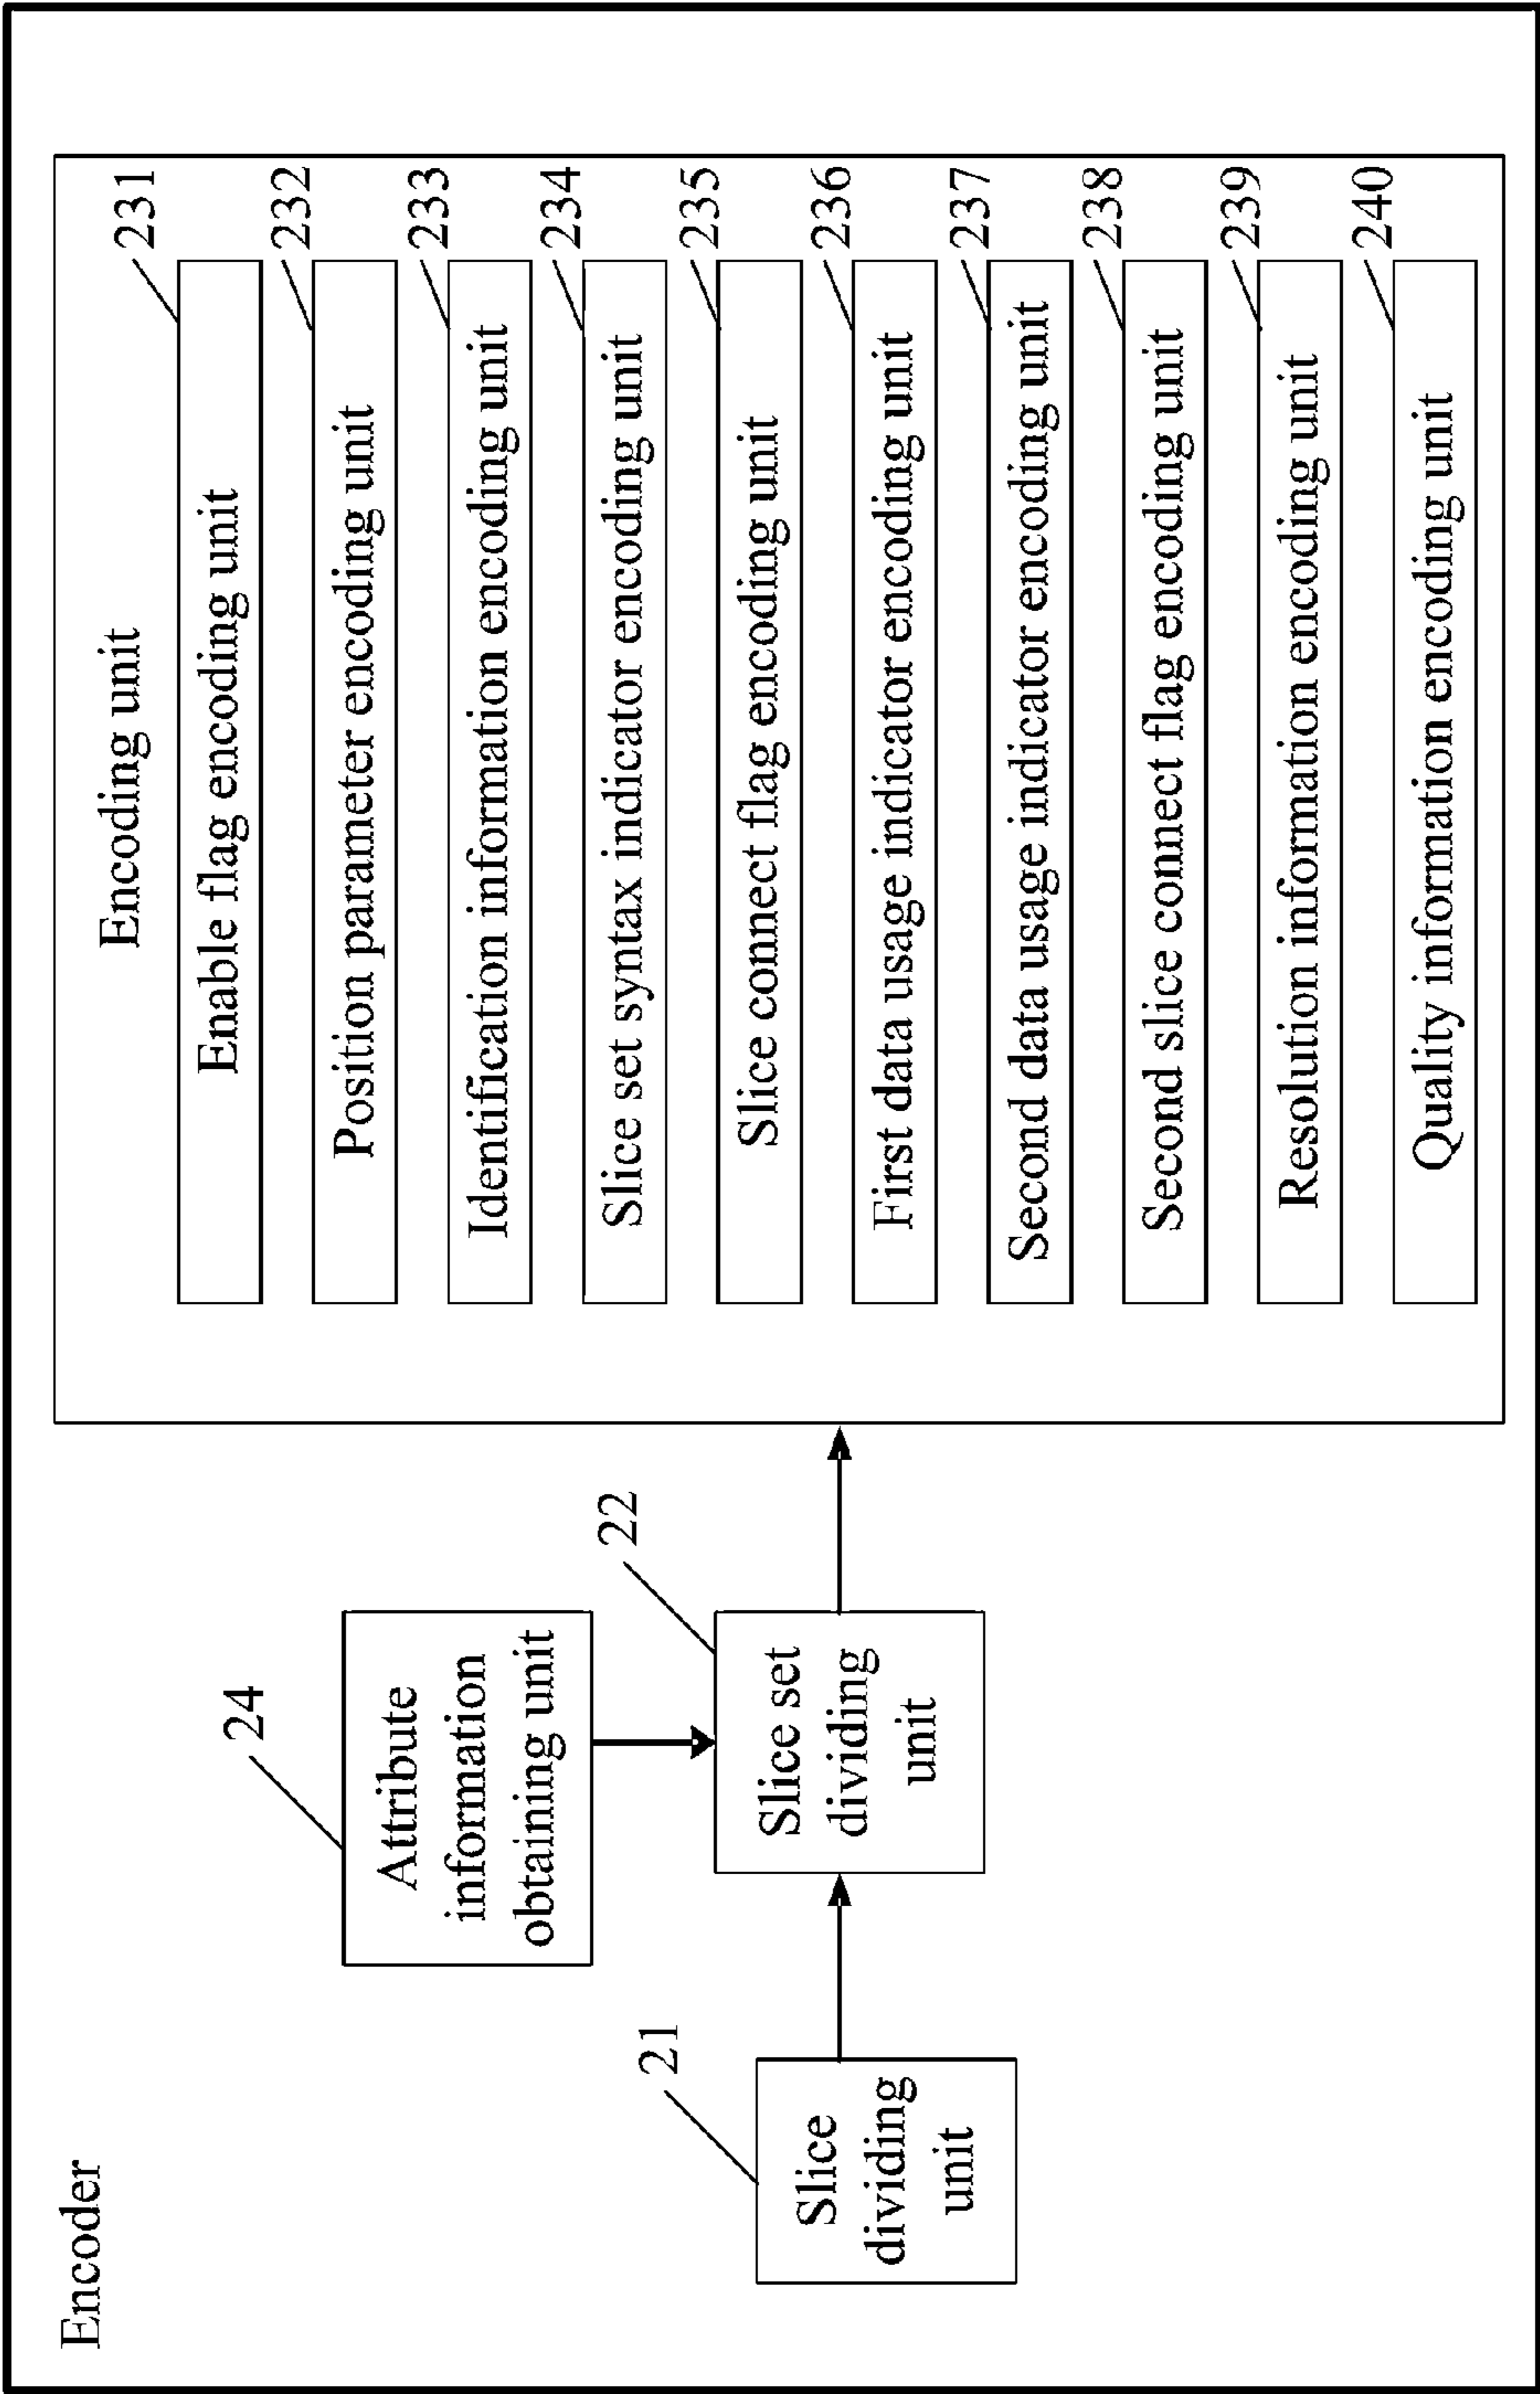 Encoder
Slice
dividing
unit
21
Attribute
information
obtaining unit
24
Slice set
dividing
unit
22
Encoding unit
Enable flag encoding unit
231
Position parameter encoding unit
232
Identification information encoding unit
233
Slice set syntax indicator encoding unit
234
Slice connect flag encoding unit
235
First data usage indicator encoding unit
236
Second data usage indicator encoding unit
237
Second slice connect flag encoding unit
238
Resolution information encoding unit
239
Quality information encoding unit
240